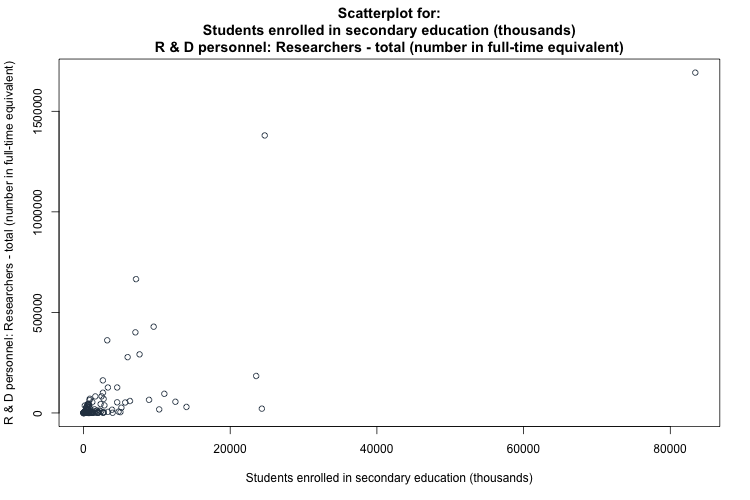 Scatterplot for:
Students enrolled in secondary education (thousands)
R & D personnel: Researchers - total (number in full-time equivalent)
R & D personnel: Researchers - total (number in full-time equivalent)
1500000
1000000
500000
0
0 20000 40000 60000 80000
Students enrolled in secondary education (thousands)